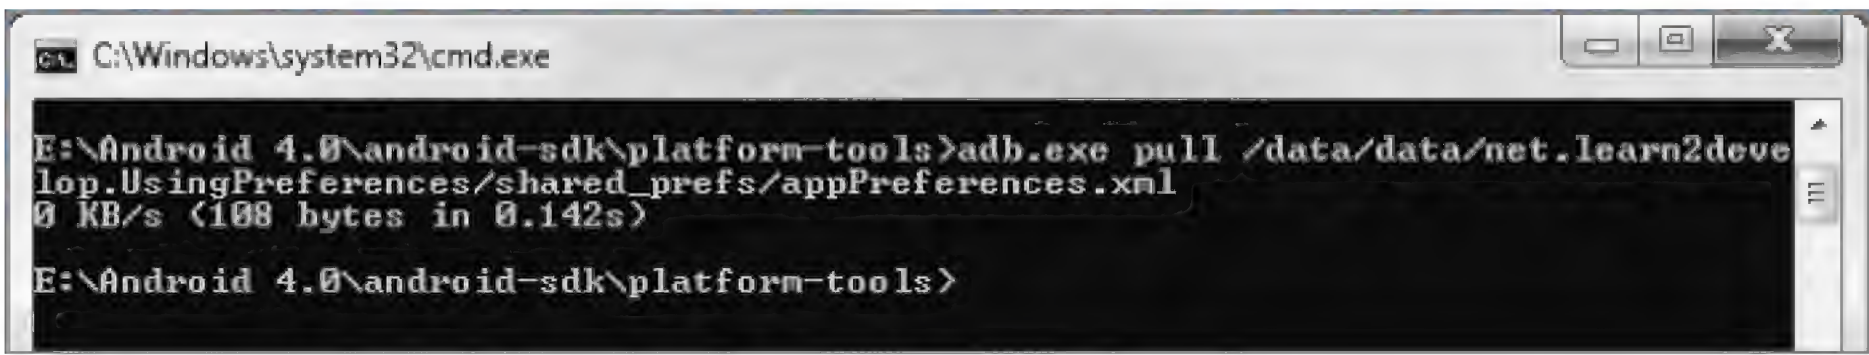 C:\Windows\system32\cmd.exe
E:\Android 4.0\android-sdk\platform-tools>adb.exe pull /data/data/net.learn2deve
lop.UsingPreferences/shared_prefs/appPreferences.xml
0 KB/s (108 bytes in 0.142s)
E:\Android 4.0\android-sdk\platform-tools>